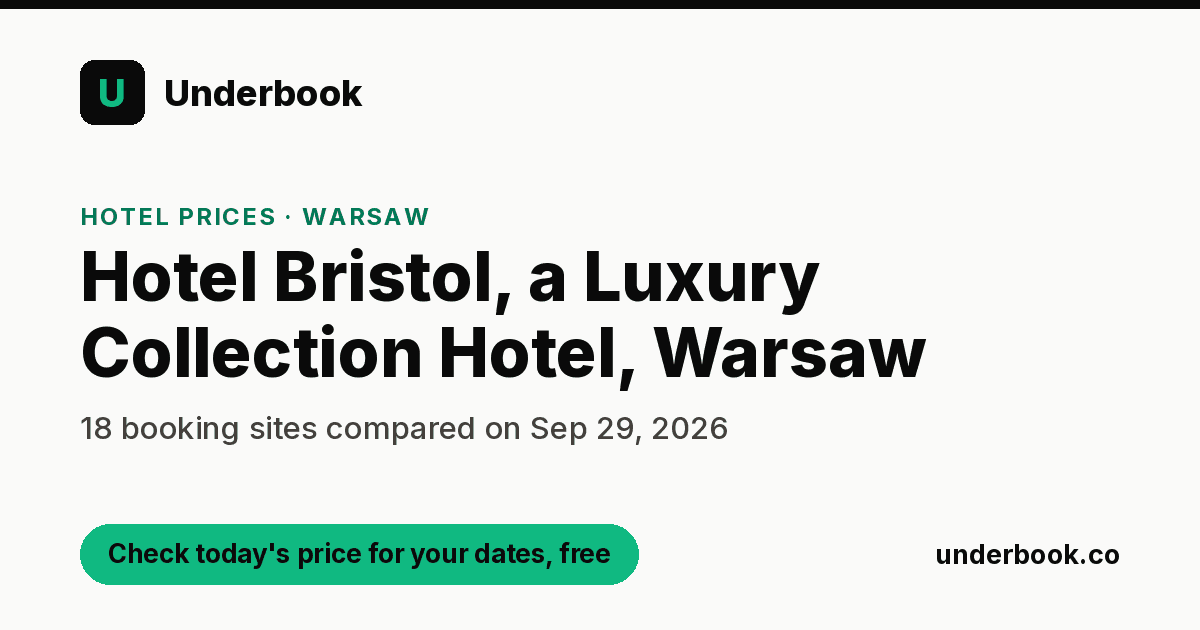 U
Underbook
HOTEL PRICES · WARSAW
Hotel Bristol, a Luxury
Collection Hotel, Warsaw
18 booking sites compared on Sep 29, 2026
Check today's price for your dates, free
underbook.co